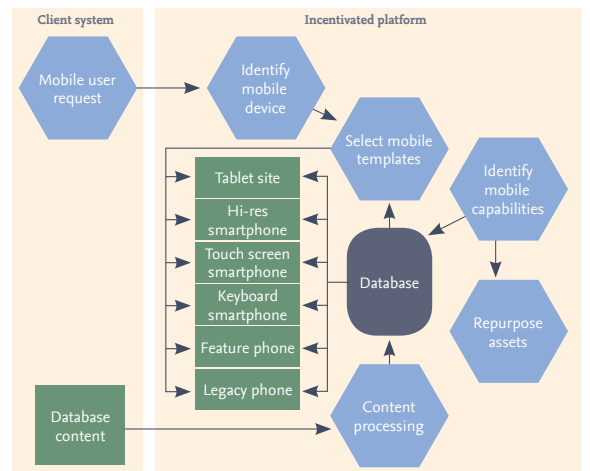 Client system
Incentivated platform
Mobile user
request
Identify
mobile
device
Select mobile
templates
Identify
mobile
capabilities
Tablet site
Hi-res
smartphone
Touch screen
smartphone
Keyboard
smartphone
Feature phone
Legacy phone
Database
Repurpose
assets
Database
content
Content
processing